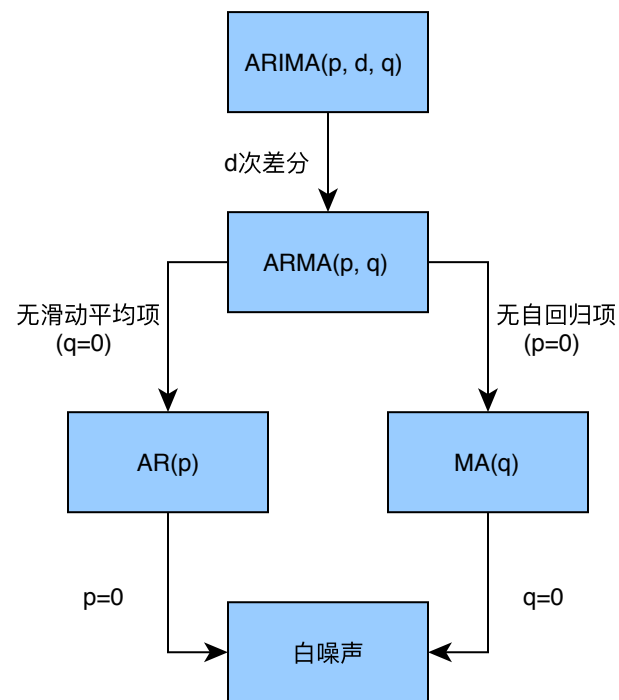 ARIMA(p, d, q)
d次差分
ARMA(p, q)
无滑动平均项
(q=0)
无自回归项
(p=0)
AR(p)
MA(q)
p=0
q=0
白噪声